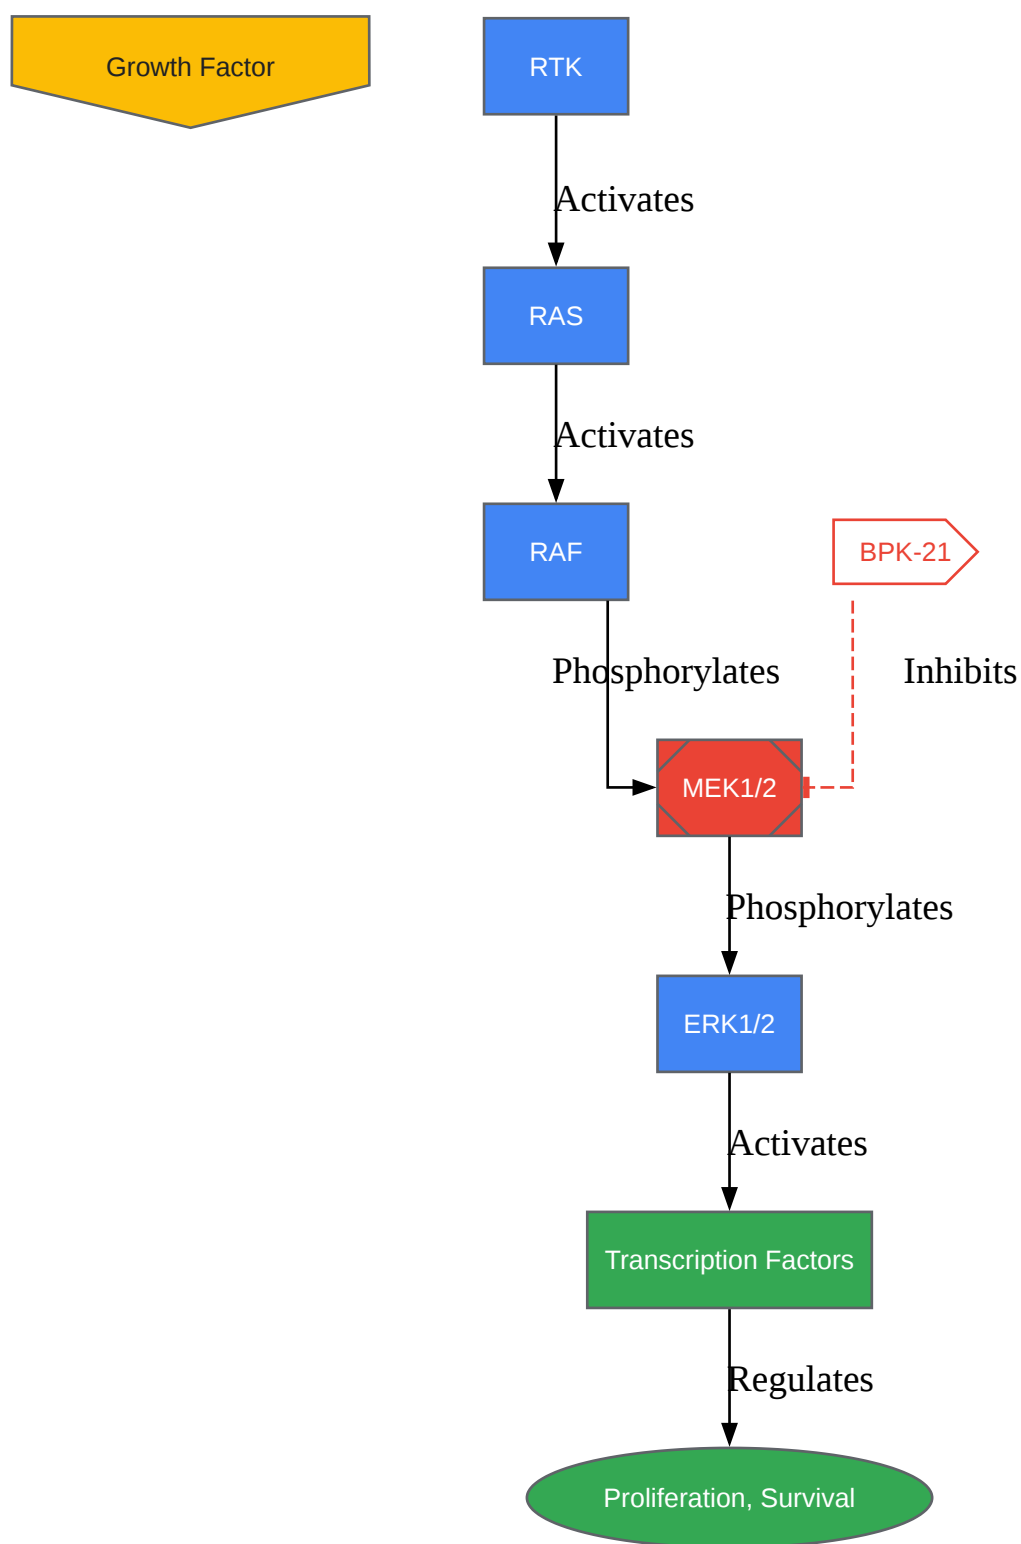 Growth Factor
RTK
Activates
RAS
Activates
RAF
BPK-21
Phosphorylates
Inhibits
MEK1/2
Phosphorylates
ERK1/2
Activates
Transcription Factors
Regulates
Proliferation, Survival